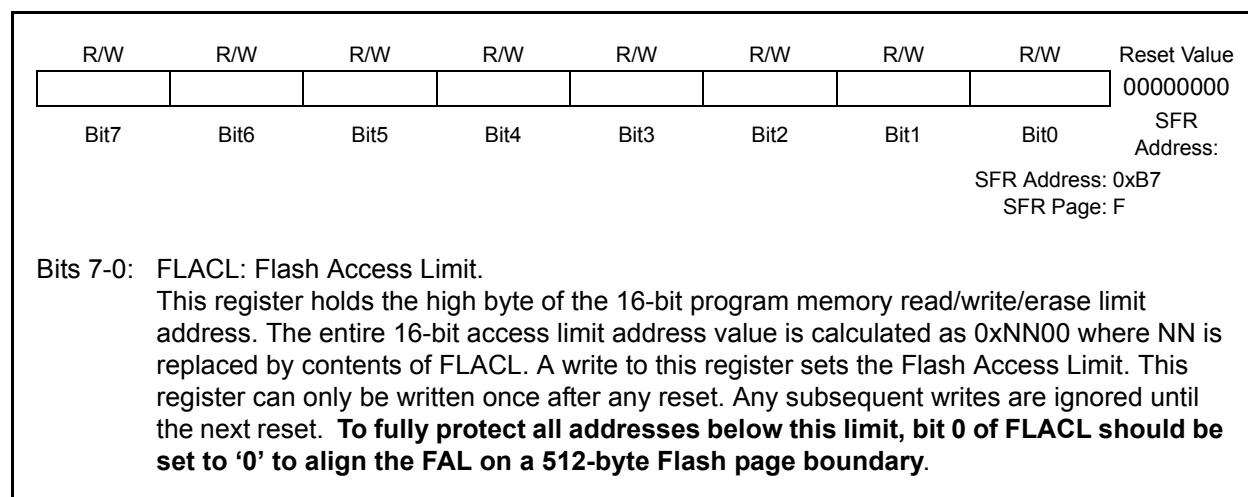 R/W R/W R/W R/W R/W R/W R/W R/W Reset Value
00000000
Bit7 Bit6 Bit5 Bit4 Bit3 Bit2 Bit1 Bit0 SFR
Address:
SFR Address: 0xB7
SFR Page: F
Bits 7-0: FLACL: Flash Access Limit.
This register holds the high byte of the 16-bit program memory read/write/erase limit
address. The entire 16-bit access limit address value is calculated as 0xNN00 where NN is
replaced by contents of FLACL. A write to this register sets the Flash Access Limit. This
register can only be written once after any reset. Any subsequent writes are ignored until
the next reset. To fully protect all addresses below this limit, bit 0 of FLACL should be
set to ‘0’ to align the FAL on a 512-byte Flash page boundary.